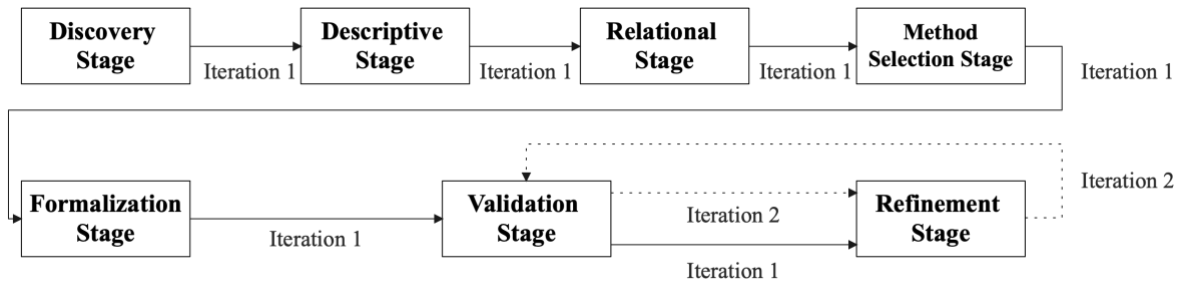 Discovery
Stage
Iteration 1
Descriptive
Stage
Iteration 1
Relational
Stage
Iteration 1
Method
Selection Stage
Iteration 1
Formalization
Stage
Iteration 1
Validation
Stage
Iteration 2
Iteration 1
Refinement
Stage
Iteration 2